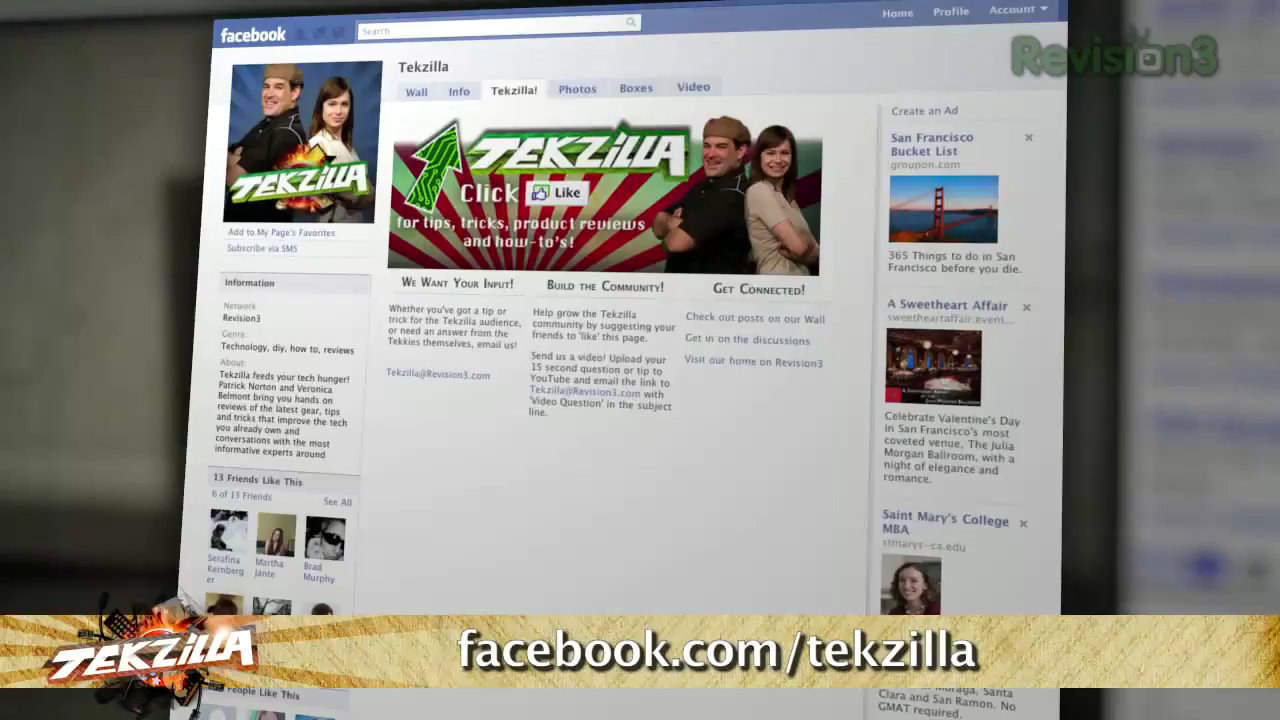 facebook
Search
Home Profile Account
Revision3
Tekzilla
Wall Info Tekzilla! Photos Boxes Video
TEKZILLA
Add to My Page's Favorites
Subscribe via SMS
Information
Network:
Revision3
Genre:
Technology, diy, how to, reviews
About:
Tekzilla feeds your tech hunger!
Patrick Norton and Veronica
Belmont bring you hands on
reviews of the latest gear, tips
and tricks that improve the tech
you already own and
conversations with the most
informative experts around
13 Friends Like This
6 of 13 Friends See All
Serafina
Kernberg
er
Martha
Jante
Brad
Murphy
People Like This
TEKZILLA
Click Like
for tips, tricks, product reviews
and how-to's!
We Want Your Input!
Whether you've got a tip or
trick for the Tekzilla audience,
or need an answer from the
Tekkies themselves, email us!
Tekzilla@Revision3.com
Build the Community!
Help grow the Tekzilla
community by suggesting your
friends to 'like' this page.
Send us a video! Upload your
15 second question or tip to
YouTube and email the link to
Tekzilla@Revision3.com with
'Video Question' in the subject
line.
Get Connected!
Check out posts on our Wall
Get in on the discussions
Visit our home on Revision3
Create an Ad
San Francisco
Bucket List
groupon.com
365 Things to do in San
Francisco before you die.
A Sweetheart Affair
sweetheartaffair.event...
Celebrate Valentine's Day
in San Francisco's most
coveted venue, The Julia
Morgan Ballroom, with a
night of elegance and
romance.
Saint Mary's College
MBA
stmarys-ca.edu
Moraga, Santa
Clara and San Ramon. No
GMAT required.
TEKZILLA
facebook.com/tekzilla